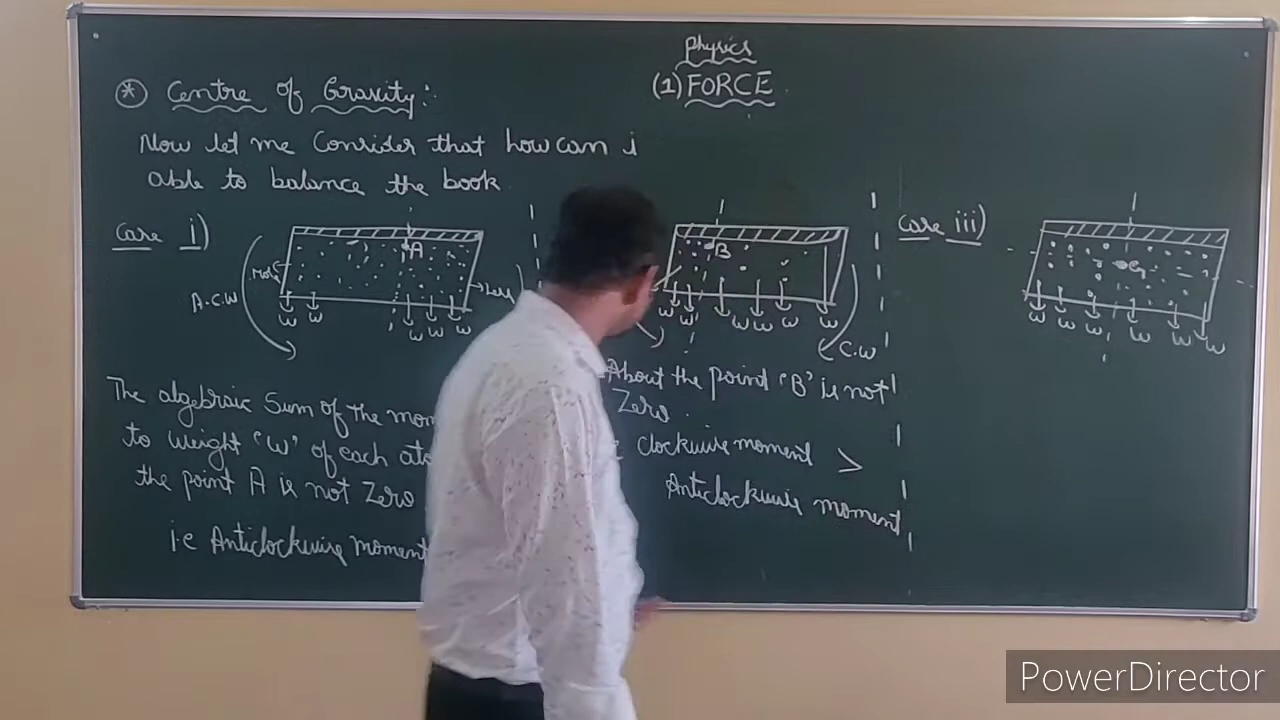 Physics
(1) FORCE
* Centre of Gravity:
Now let me Consider that how can i
able to balance the book
Case i)
A
A.C.W
Less
w w w w w
The algebraic Sum of the mom
to weight 'w' of each ato
the point A is not Zero
i.e Anticlockwise moment
B
w w w w w w
C.W
About the point 'B' is not
Zero.
clockwise moment >
Anticlockwise moment
Case iii)
G
w w w w w
PowerDirector